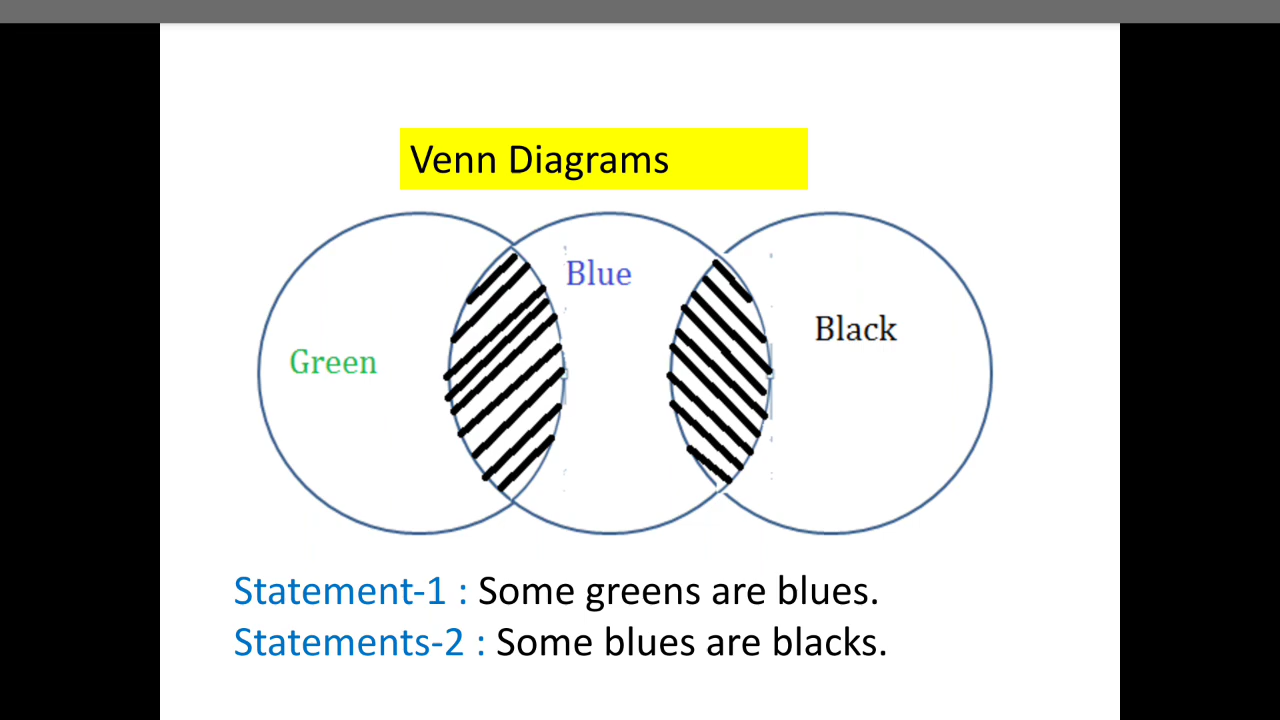 Venn Diagrams
Blue
Black
Green
Statement-1 : Some greens are blues.
Statements-2 : Some blues are blacks.